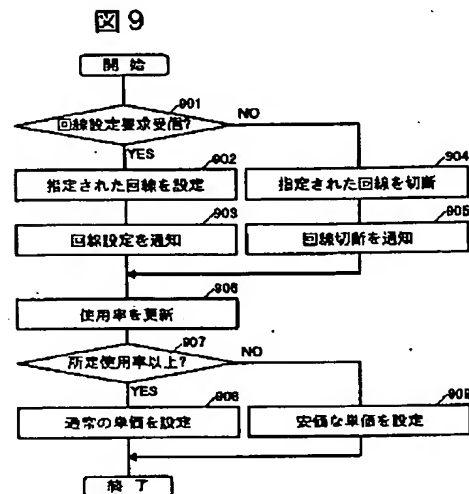 図9
開始
901
回線設定要求受信?
NO
YES
902
904
指定された回線を設定
指定された回線を切断
903
905
回線設定を通知
回線切断を通知
906
使用率を更新
907
所定使用率以上?
NO
YES
908
909
通常の単価を設定
安価な単価を設定
終了